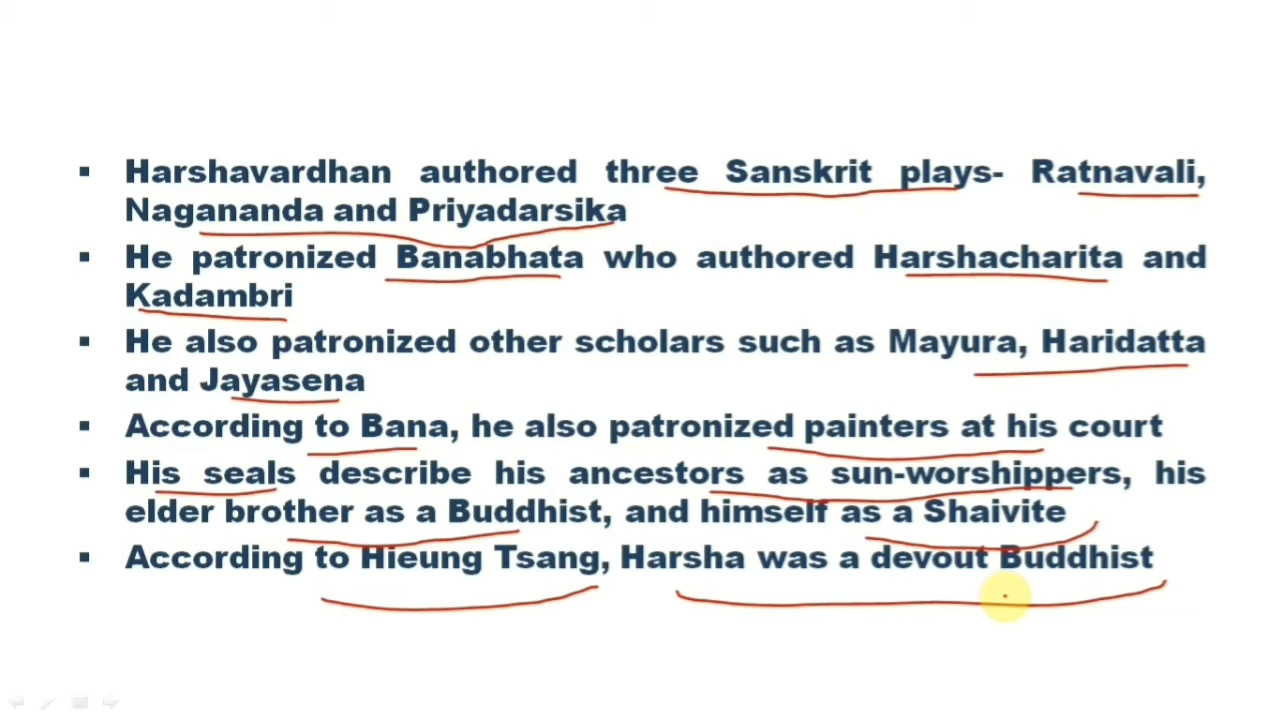 ▪ Harshavardhan authored three Sanskrit plays- Ratnavali,
Nagananda and Priyadarsika
▪ He patronized Banabhata who authored Harshacharita and
Kadambri
▪ He also patronized other scholars such as Mayura, Haridatta
and Jayasena
▪ According to Bana, he also patronized painters at his court
▪ His seals describe his ancestors as sun-worshippers, his
elder brother as a Buddhist, and himself as a Shaivite
▪ According to Hieung Tsang, Harsha was a devout Buddhist